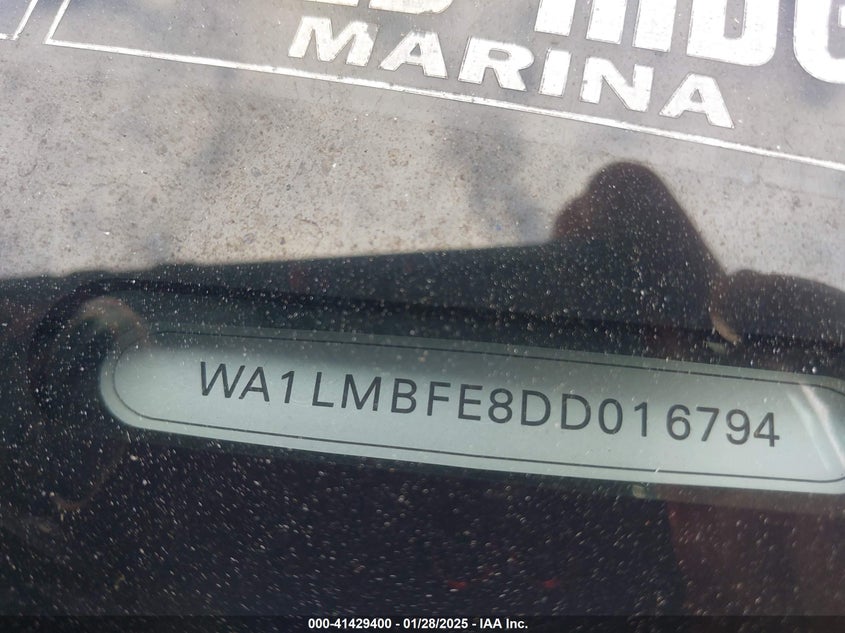 MARINA
WA1LMBFE8DD016794
000-41429400 - 01/28/2025 - IAA Inc.